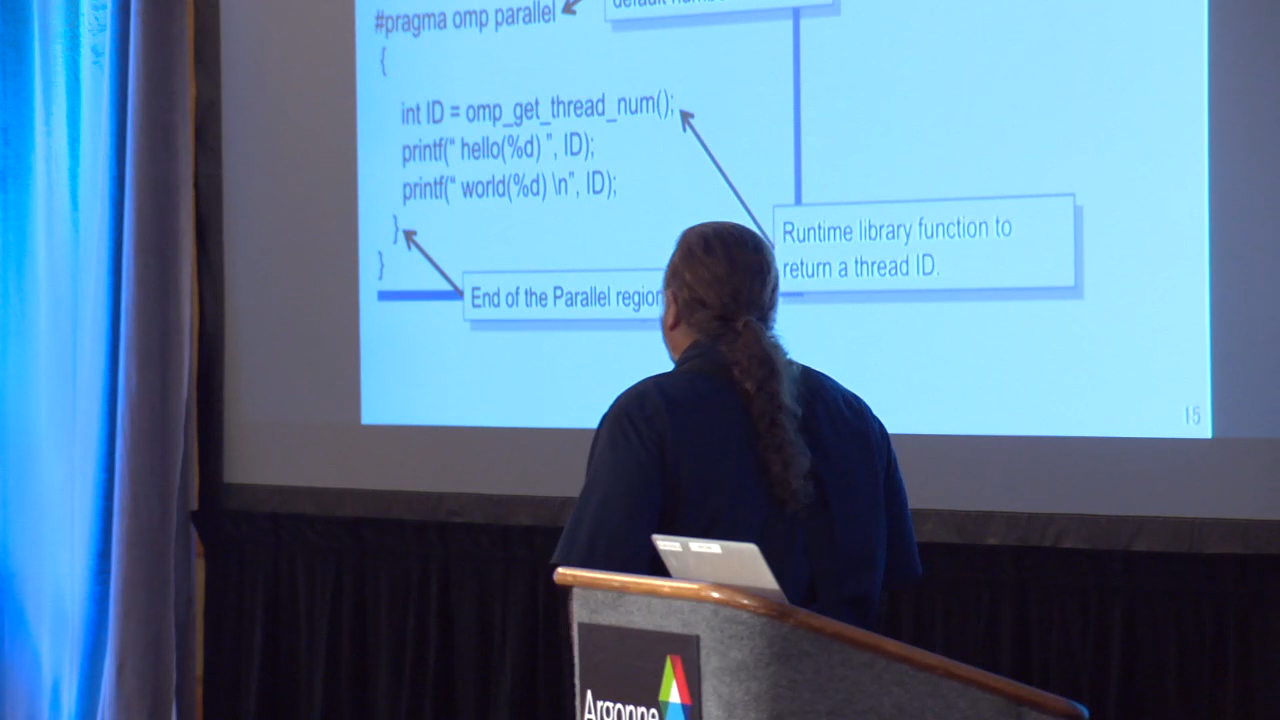 #pragma omp parallel
{
int ID = omp_get_thread_num();
printf(“ hello(%d) ”, ID);
printf(“ world(%d) \n”, ID);
}
}
Runtime library function to
return a thread ID.
End of the Parallel region
15
Argonne